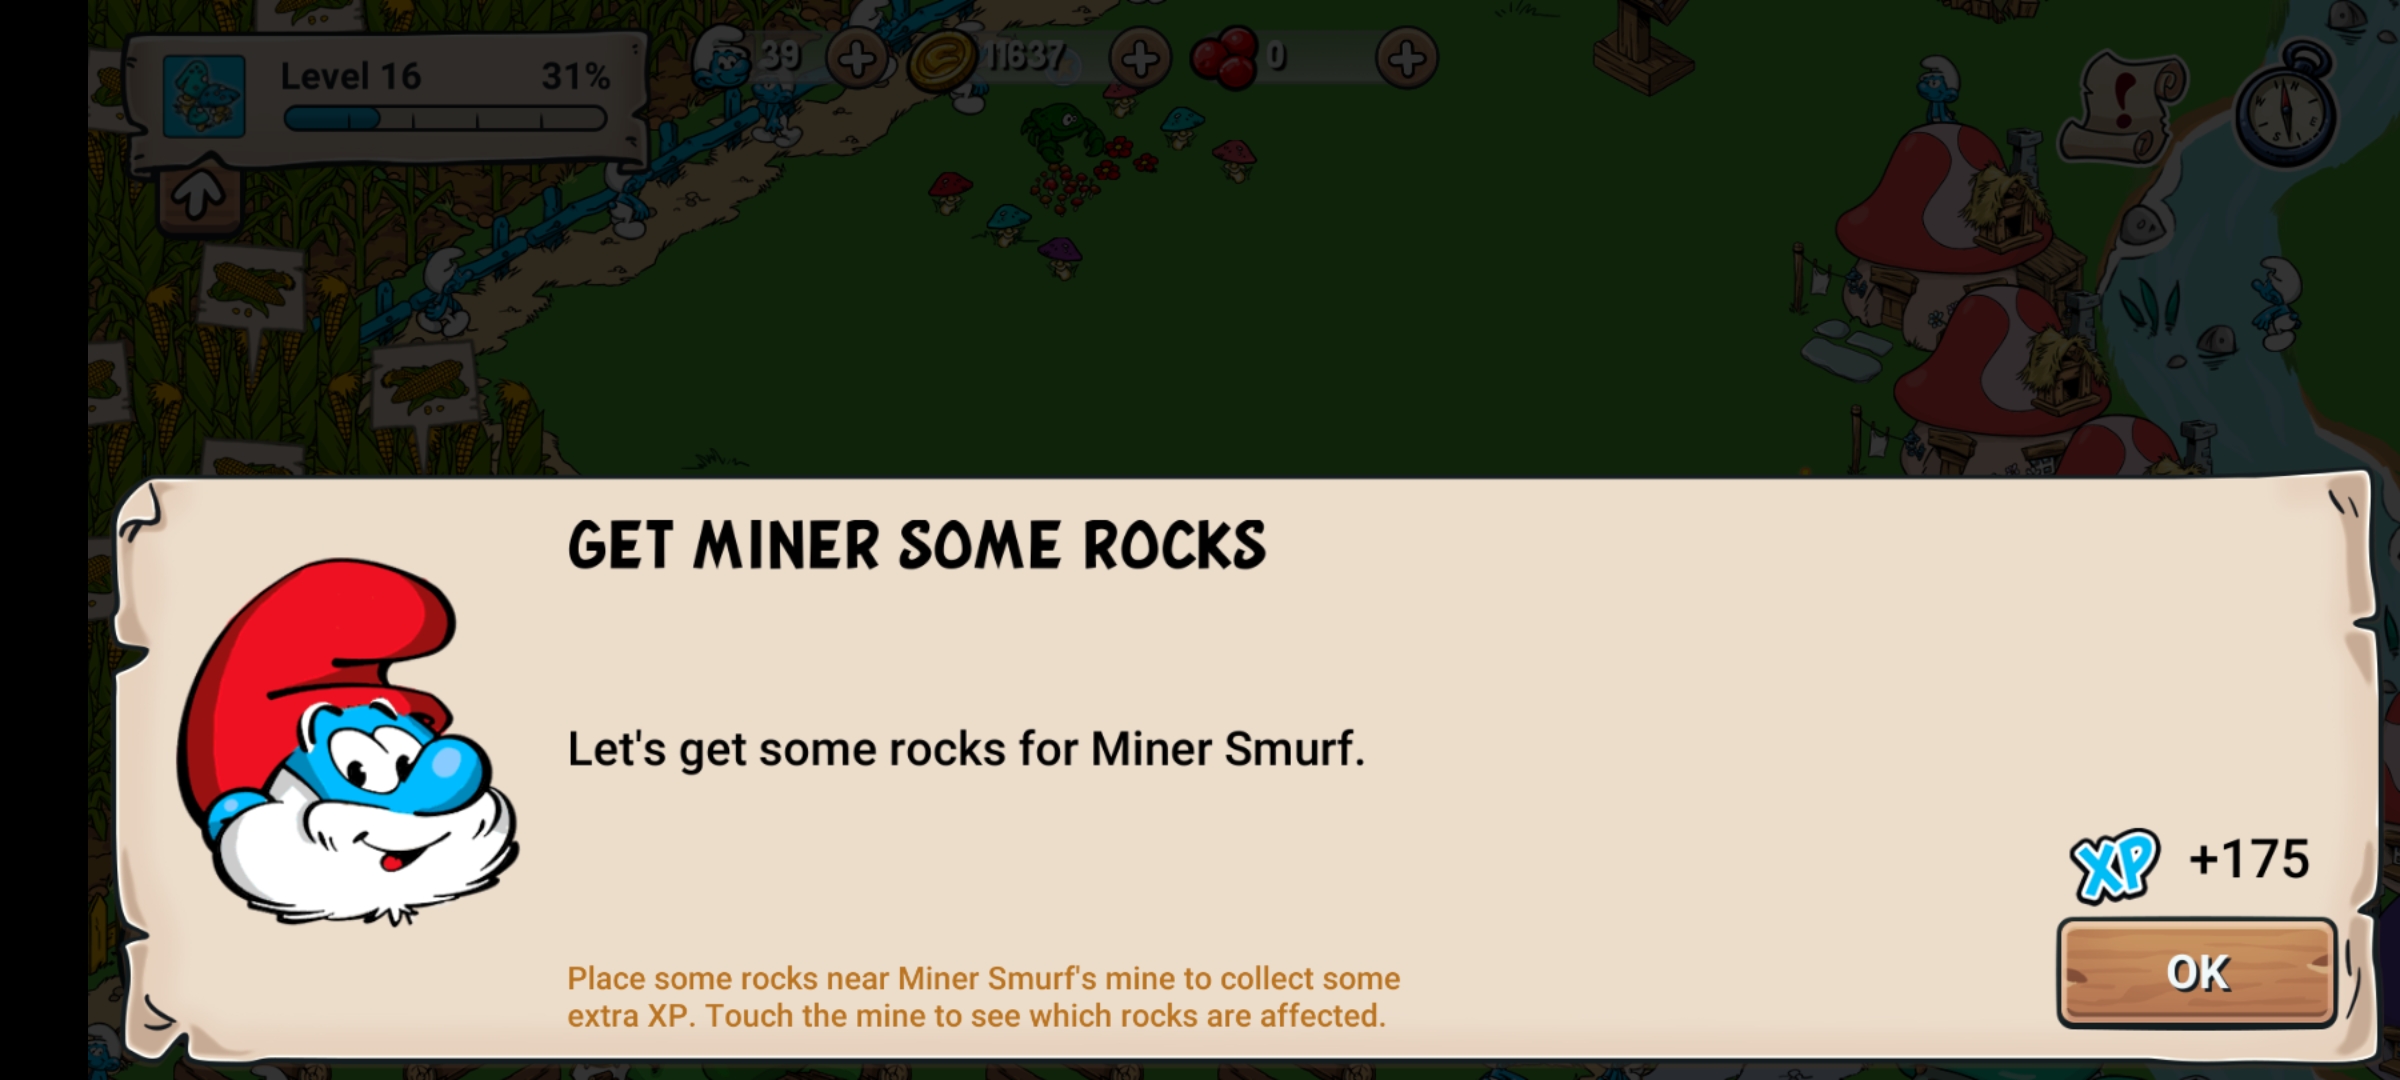 Level 16 31%
39
11637
0
GET MINER SOME ROCKS
Let's get some rocks for Miner Smurf.
XP +175
Place some rocks near Miner Smurf's mine to collect some
extra XP. Touch the mine to see which rocks are affected.
OK